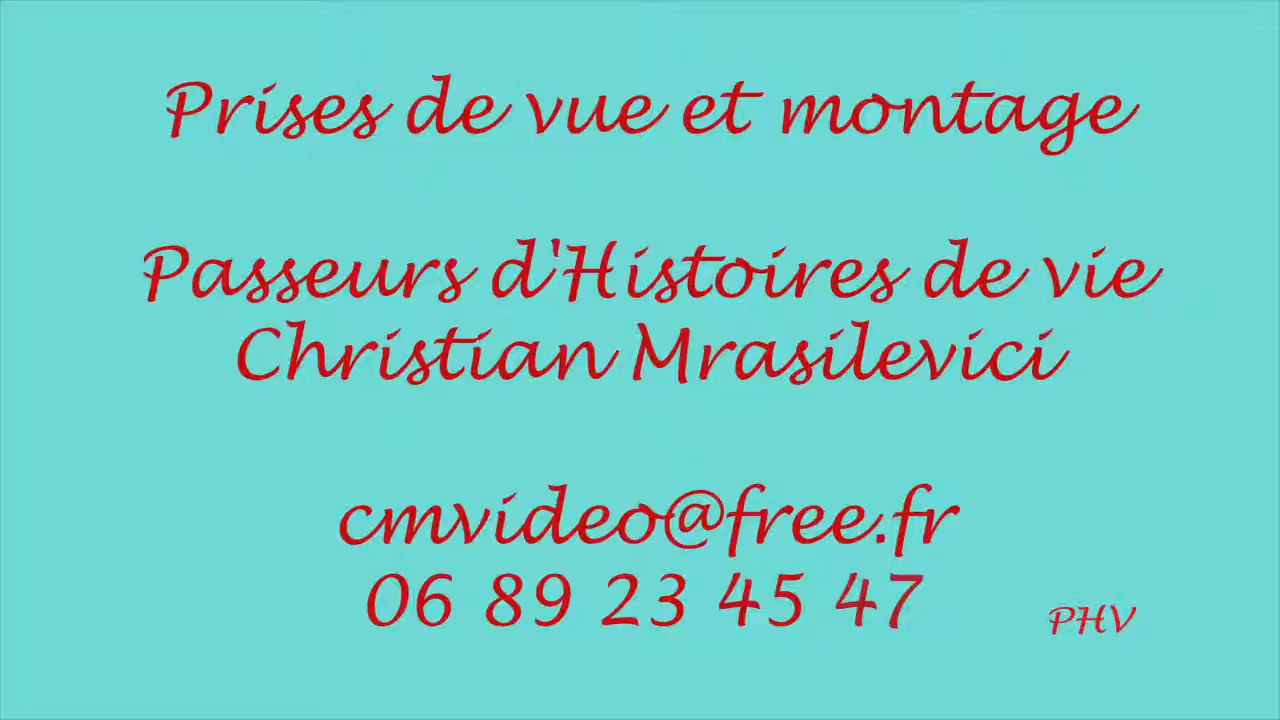 Prises de vue et montage
Passeurs d'Histoires de vie
Christian Mrasilevici
cmvideo@free.fr
06 89 23 45 47
PHV